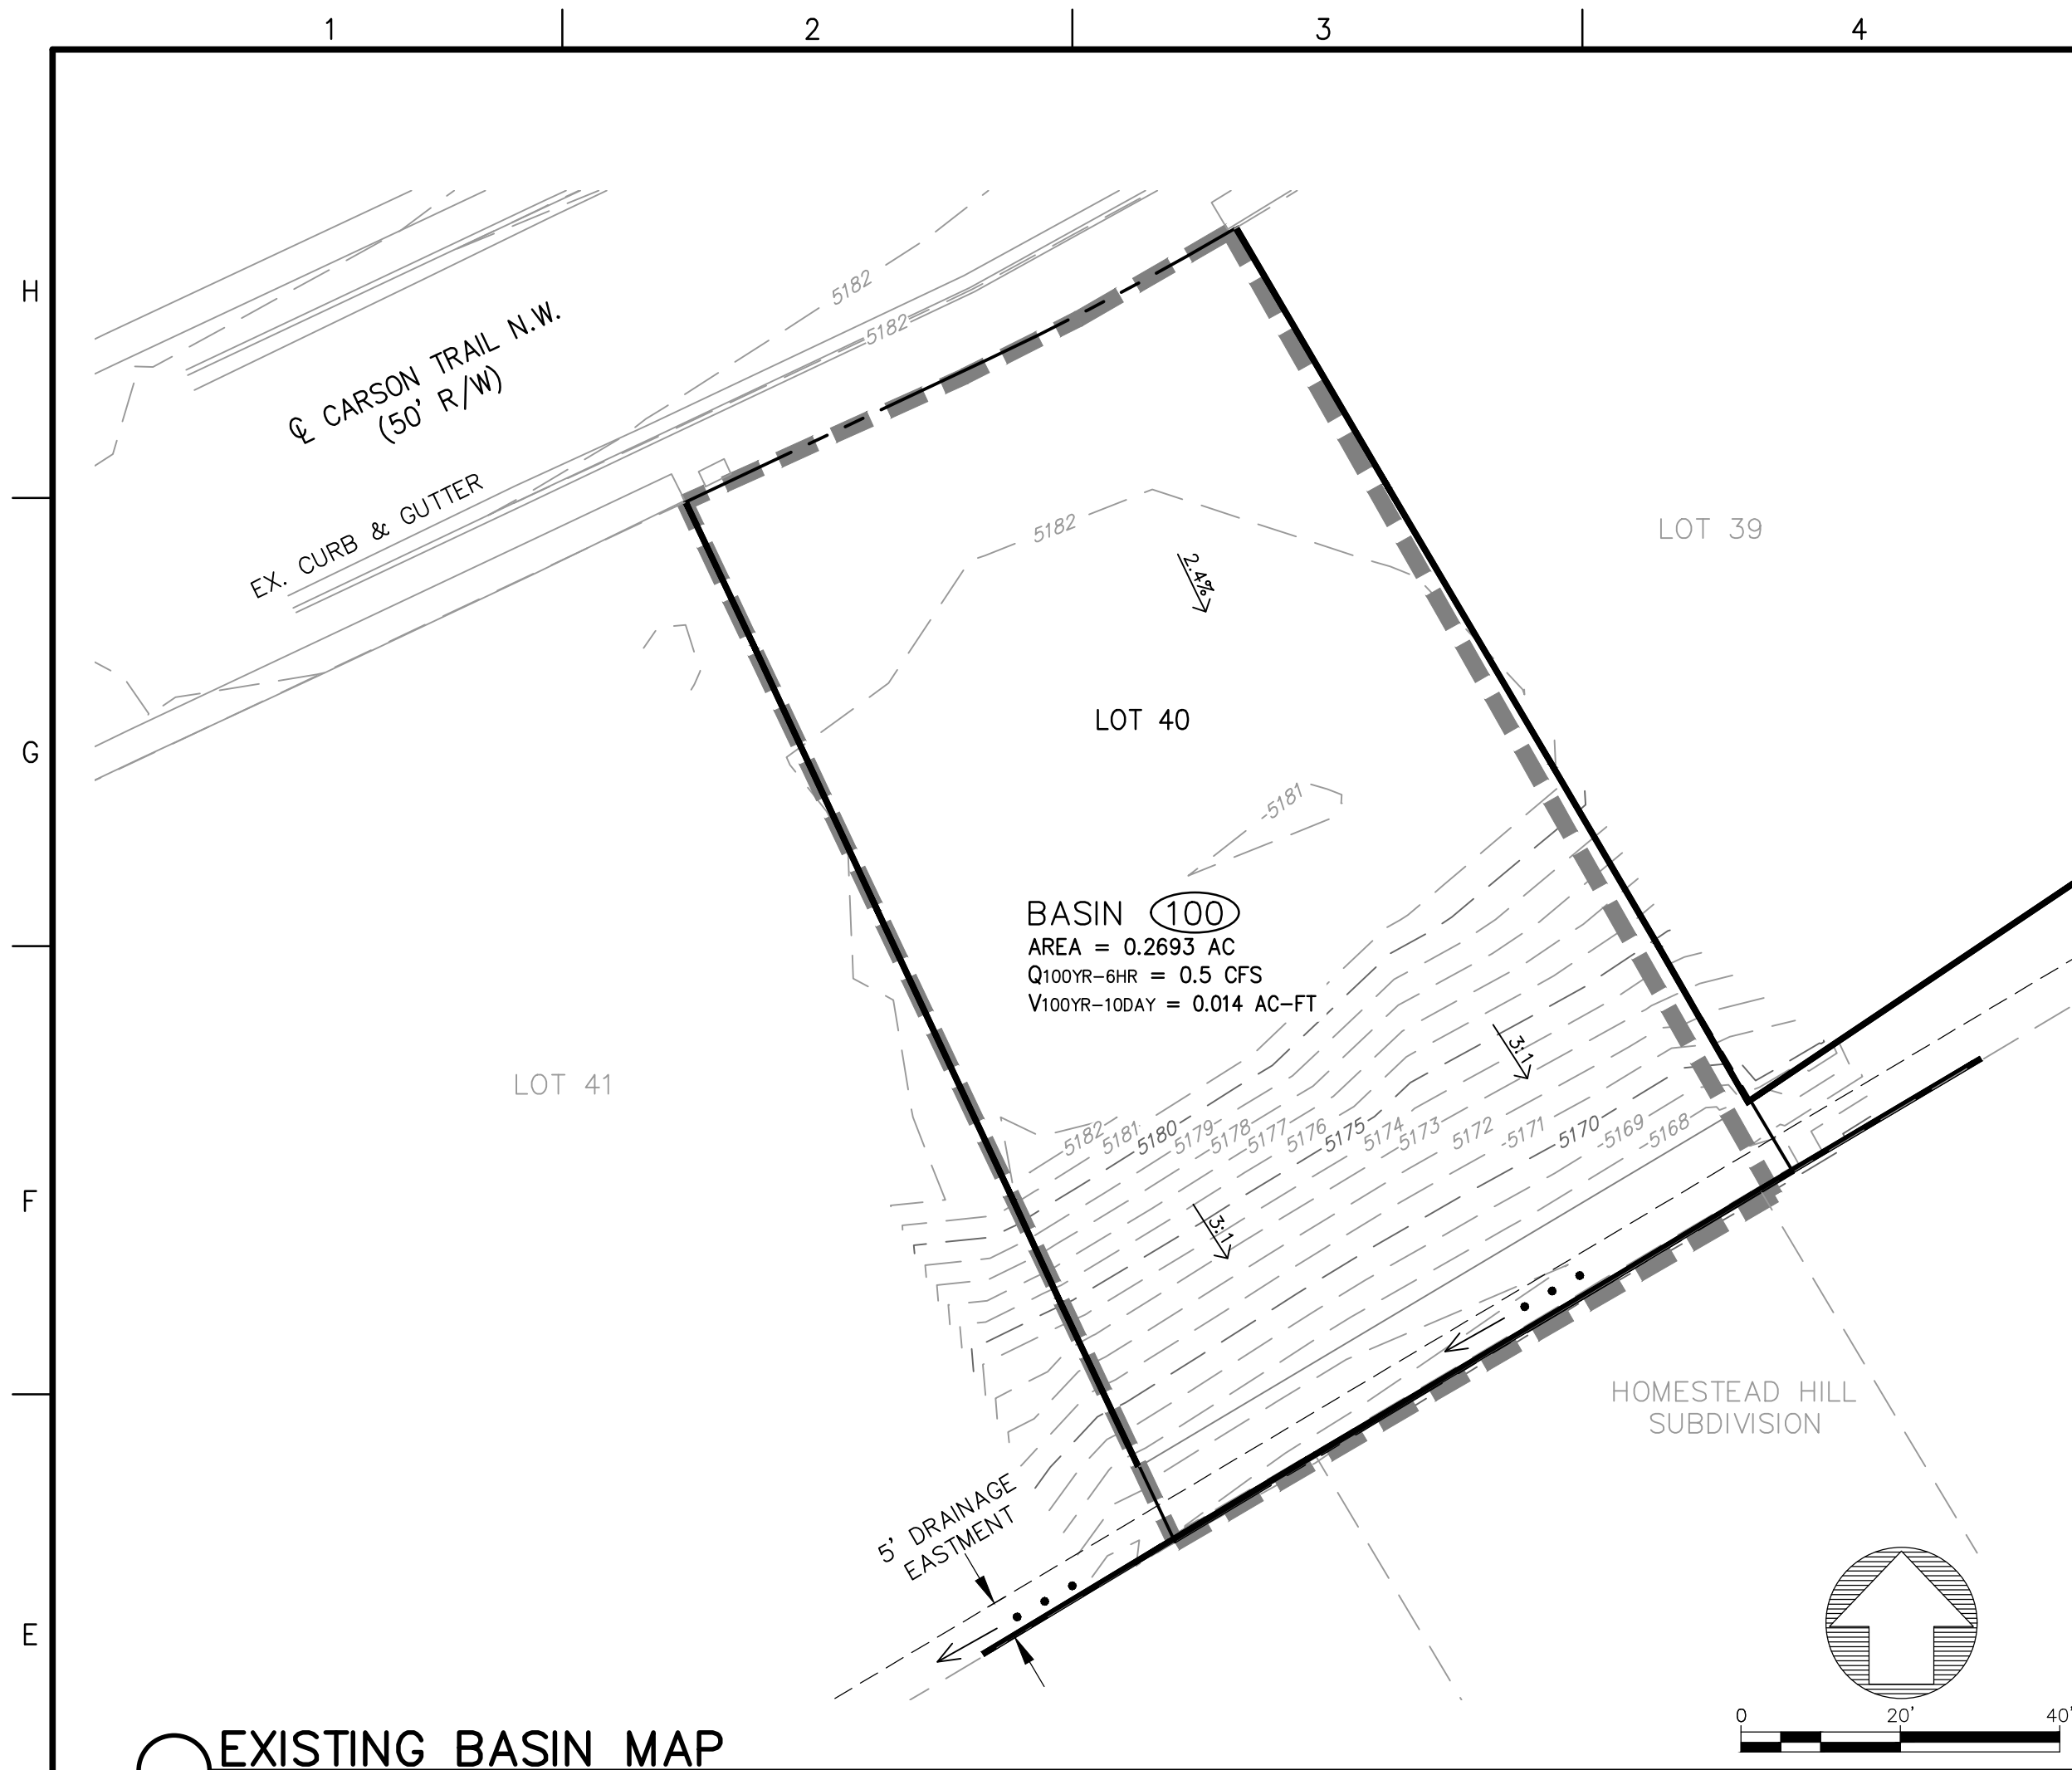 1
2
3
4
H
G
F
E
5182
5182
℄ CARSON TRAIL N.W.
(50' R/W)
EX. CURB & GUTTER
5182
2.4%
LOT 39
LOT 40
-5181
BASIN 100
AREA = 0.2693 AC
Q100YR-6HR = 0.5 CFS
V100YR-10DAY = 0.014 AC-FT
3:1
LOT 41
5182
5181
5180
5179
5178
5177
5176
5175
5174
5173
5172
-5171
5170
-5169
-5168
3:1
HOMESTEAD HILL
SUBDIVISION
5' DRAINAGE
EASTMENT
0 20' 40'
EXISTING BASIN MAP